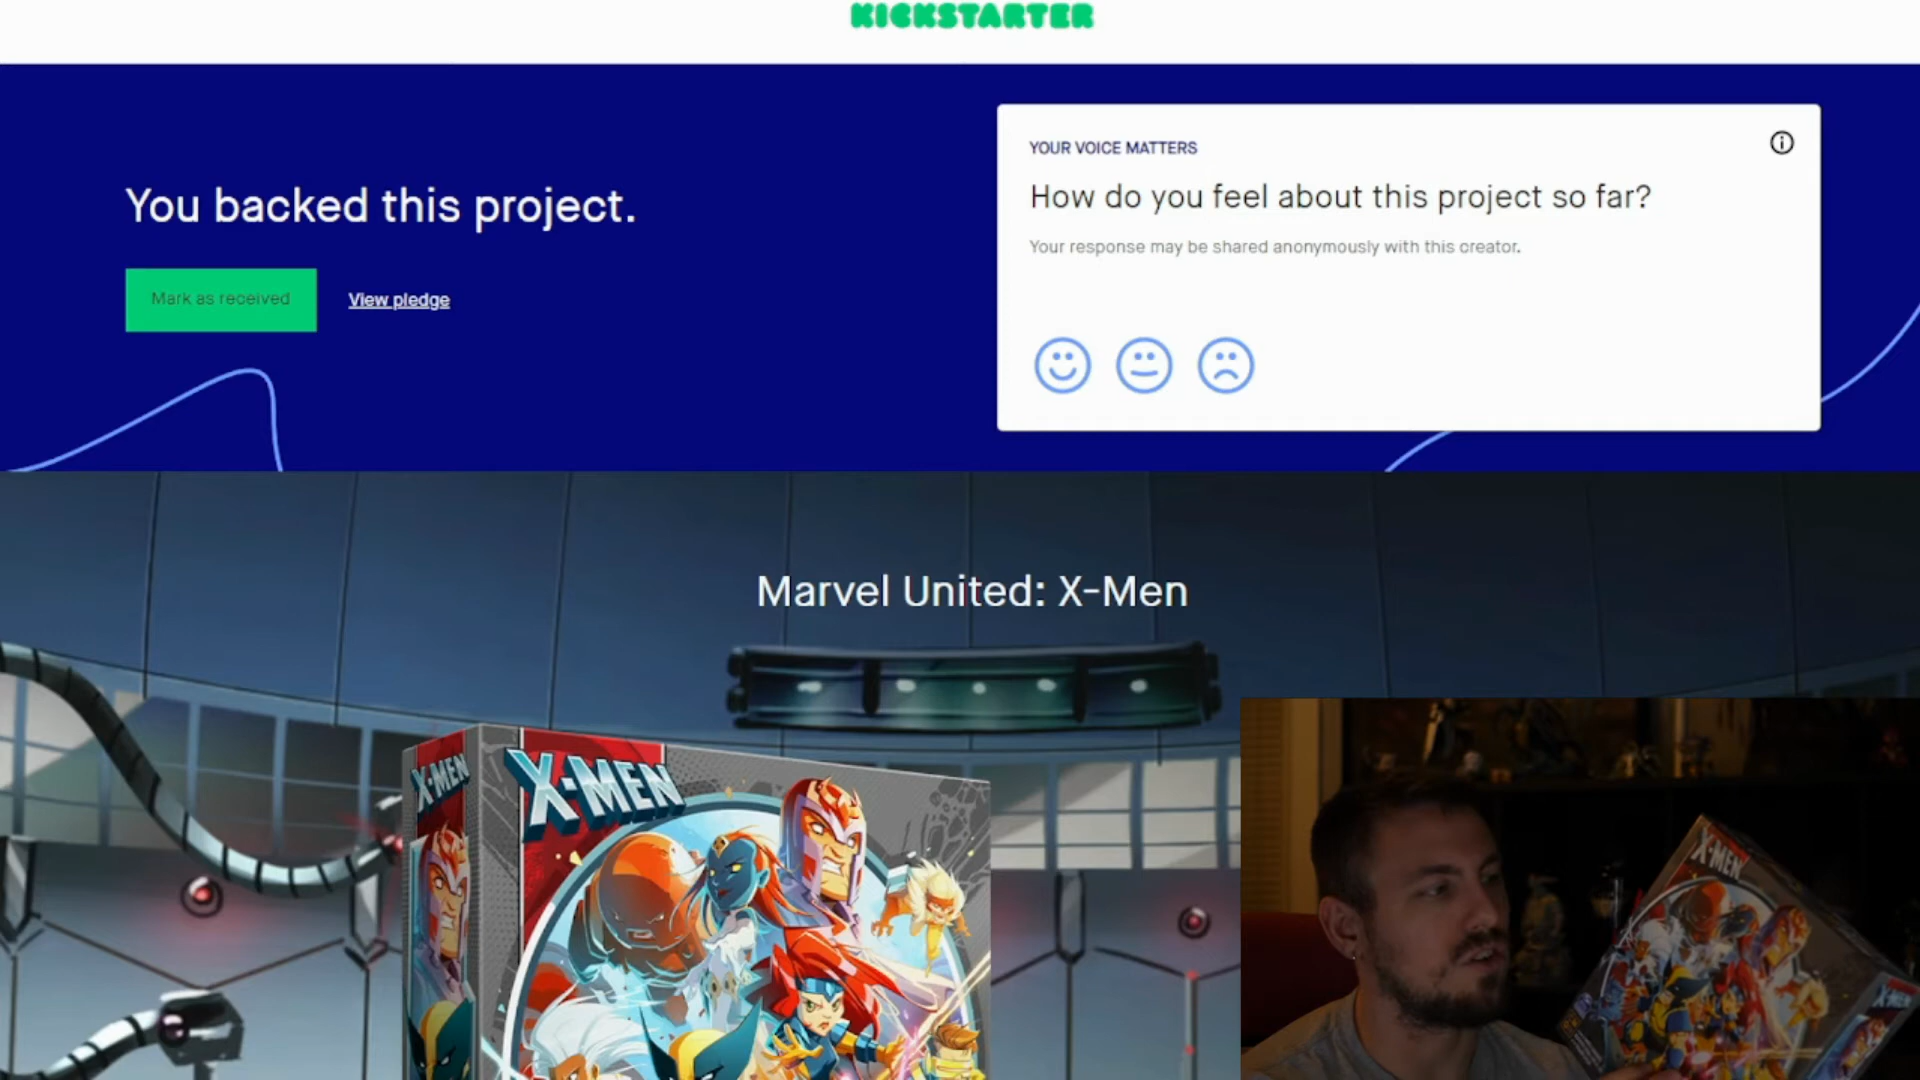 KICKSTARTER
You backed this project.
Mark as received
View pledge
YOUR VOICE MATTERS
How do you feel about this project so far?
Your response may be shared anonymously with this creator.
Marvel United: X-Men
X-MEN
X-MEN
X-MEN
X-MEN